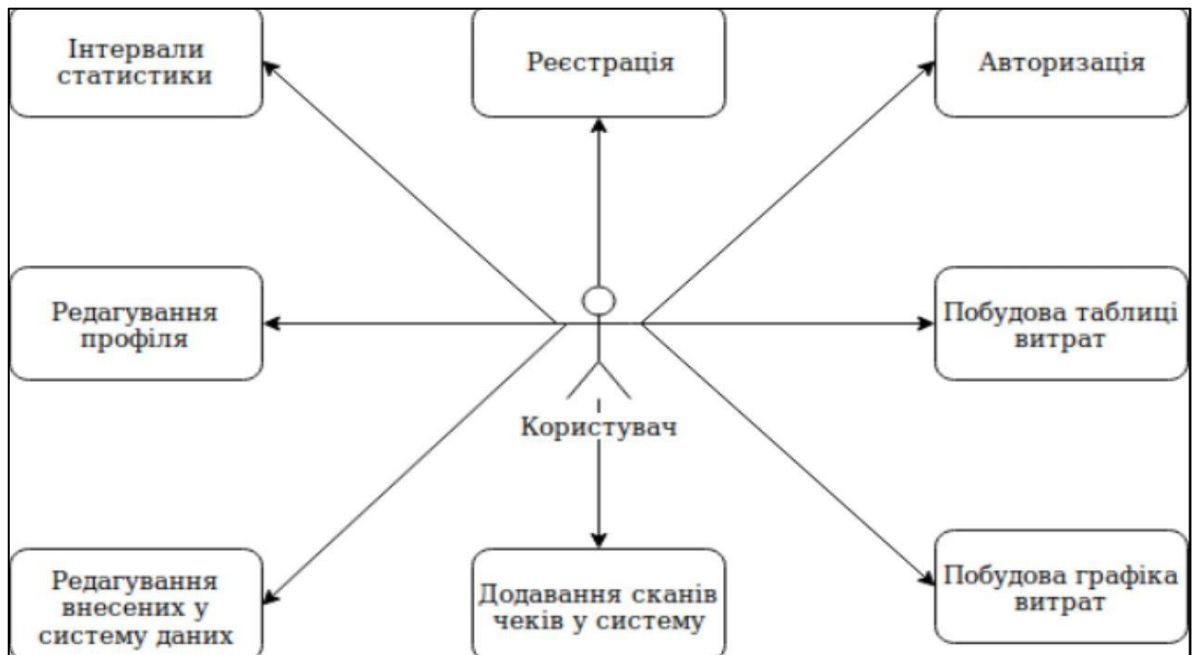 Інтервали
статистики
Реєстрація
Авторизація
Редагування
профіля
Побудова таблиці
витрат
Користувач
Редагування
внесених у
систему даних
Додавання сканів
чеків у систему
Побудова графіка
витрат